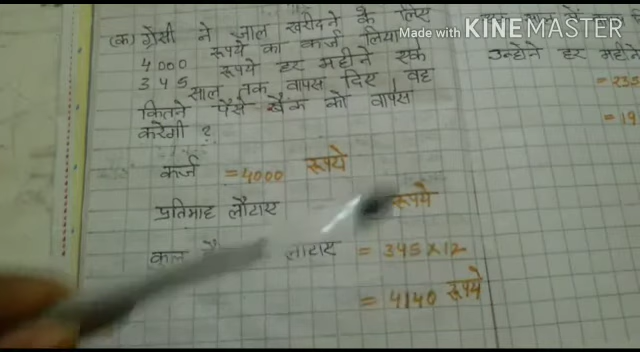 Made with KINEMASTER
(क) ग्रेसी ने जाल खरीदने के लिए
4000 रूपये का कर्ज लिया
345 रूपये हर महीने एक
साल तक वापस दिए। वह
कितने पैसे बैंक को वापस
करेगी ?
कर्ज = 4000 रूपये
प्रतिमाह लौटाए रूपये
कुल लौटाए = 345×12
= 4140 रूपये
उन्होने हर महीने
= 235
= 19